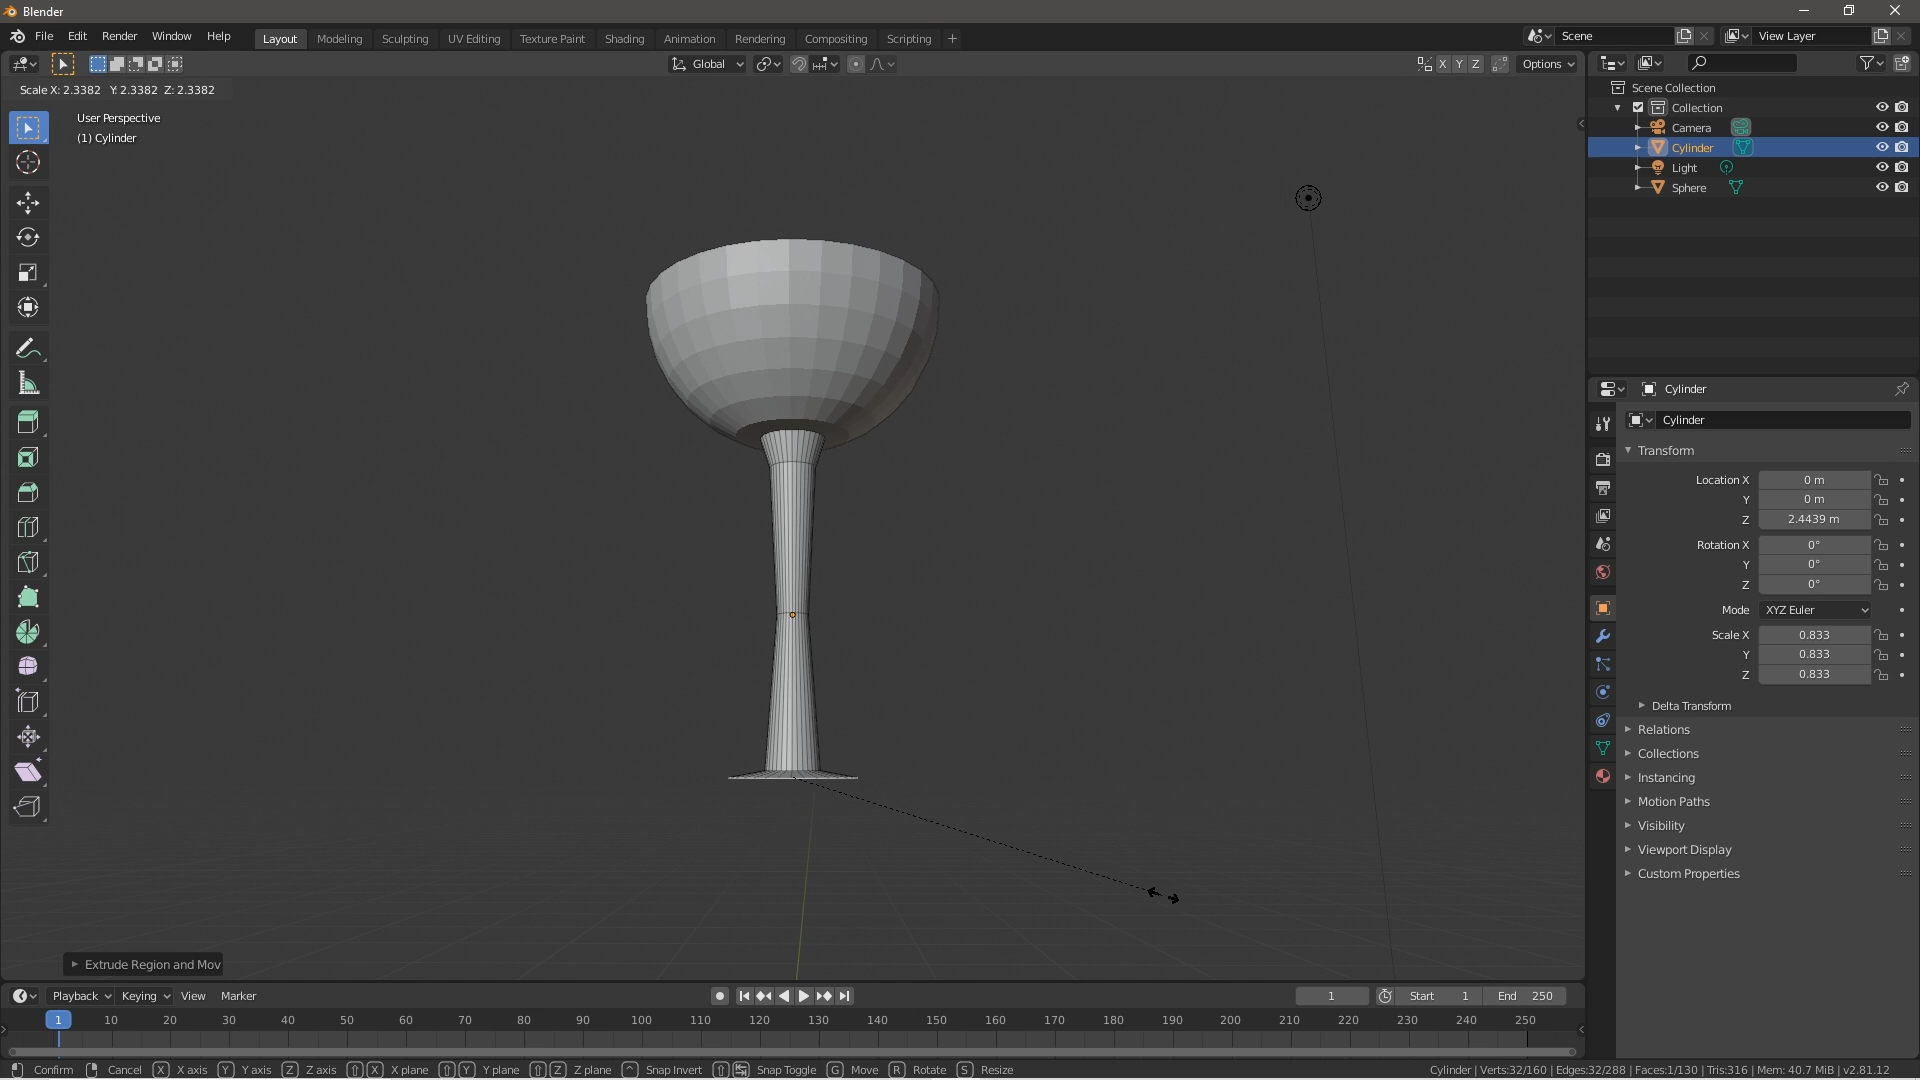 Blender
File Edit Render Window Help
Layout Modeling Sculpting UV Editing Texture Paint Shading Animation Rendering Compositing Scripting +
Scene
View Layer
Global
X Y Z
Options
Scale X: 2.3382 Y: 2.3382 Z: 2.3382
User Perspective
(1) Cylinder
Scene Collection
Collection
Camera
Cylinder
Light
Sphere
Cylinder
Cylinder
Transform
Location X 0 m
Y 0 m
Z 2.4439 m
Rotation X 0°
Y 0°
Z 0°
Mode XYZ Euler
Scale X 0.833
Y 0.833
Z 0.833
Delta Transform
Relations
Collections
Instancing
Motion Paths
Visibility
Viewport Display
Custom Properties
Extrude Region and Mov
Playback Keying View Marker
1 Start 1 End 250
1 10 20 30 40 50 60 70 80 90 100 110 120 130 140 150 160 170 180 190 200 210 220 230 240 250
Confirm Cancel X X axis Y Y axis Z Z axis X X plane Y Y plane Z Z plane Snap Invert Snap Toggle G Move R Rotate S Resize
Cylinder | Verts:32/160 | Edges:32/288 | Faces:1/130 | Tris:316 | Mem: 40.7 MiB | v2.81.12